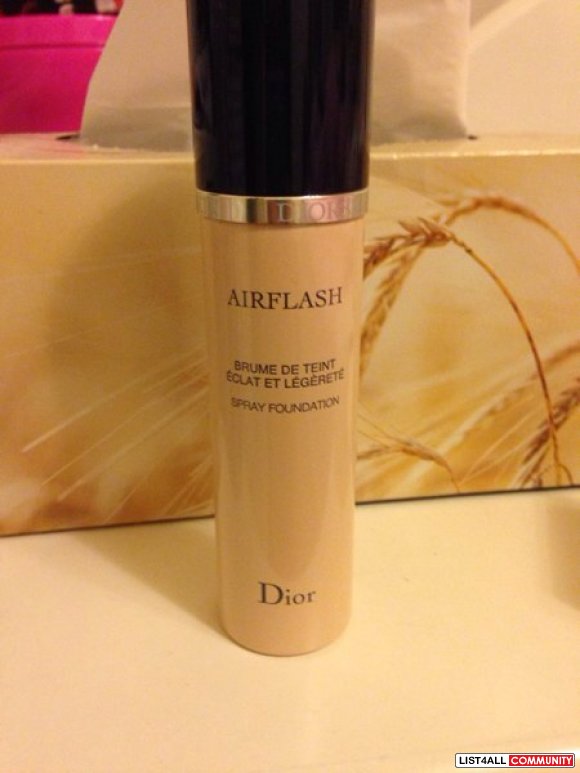 DIOR
AIRFLASH
BRUME DE TEINT
ÉCLAT ET LÉGÈRETÉ
SPRAY FOUNDATION
Dior
LIST4ALL COMMUNITY